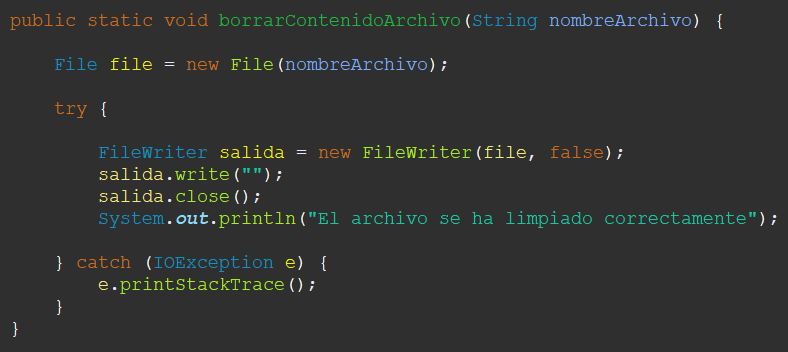 public static void borrarContenidoArchivo(String nombreArchivo) {
File file = new File(nombreArchivo);
try {
FileWriter salida = new FileWriter(file, false);
salida.write("");
salida.close();
System.out.println("El archivo se ha limpiado correctamente");
} catch (IOException e) {
e.printStackTrace();
}
}